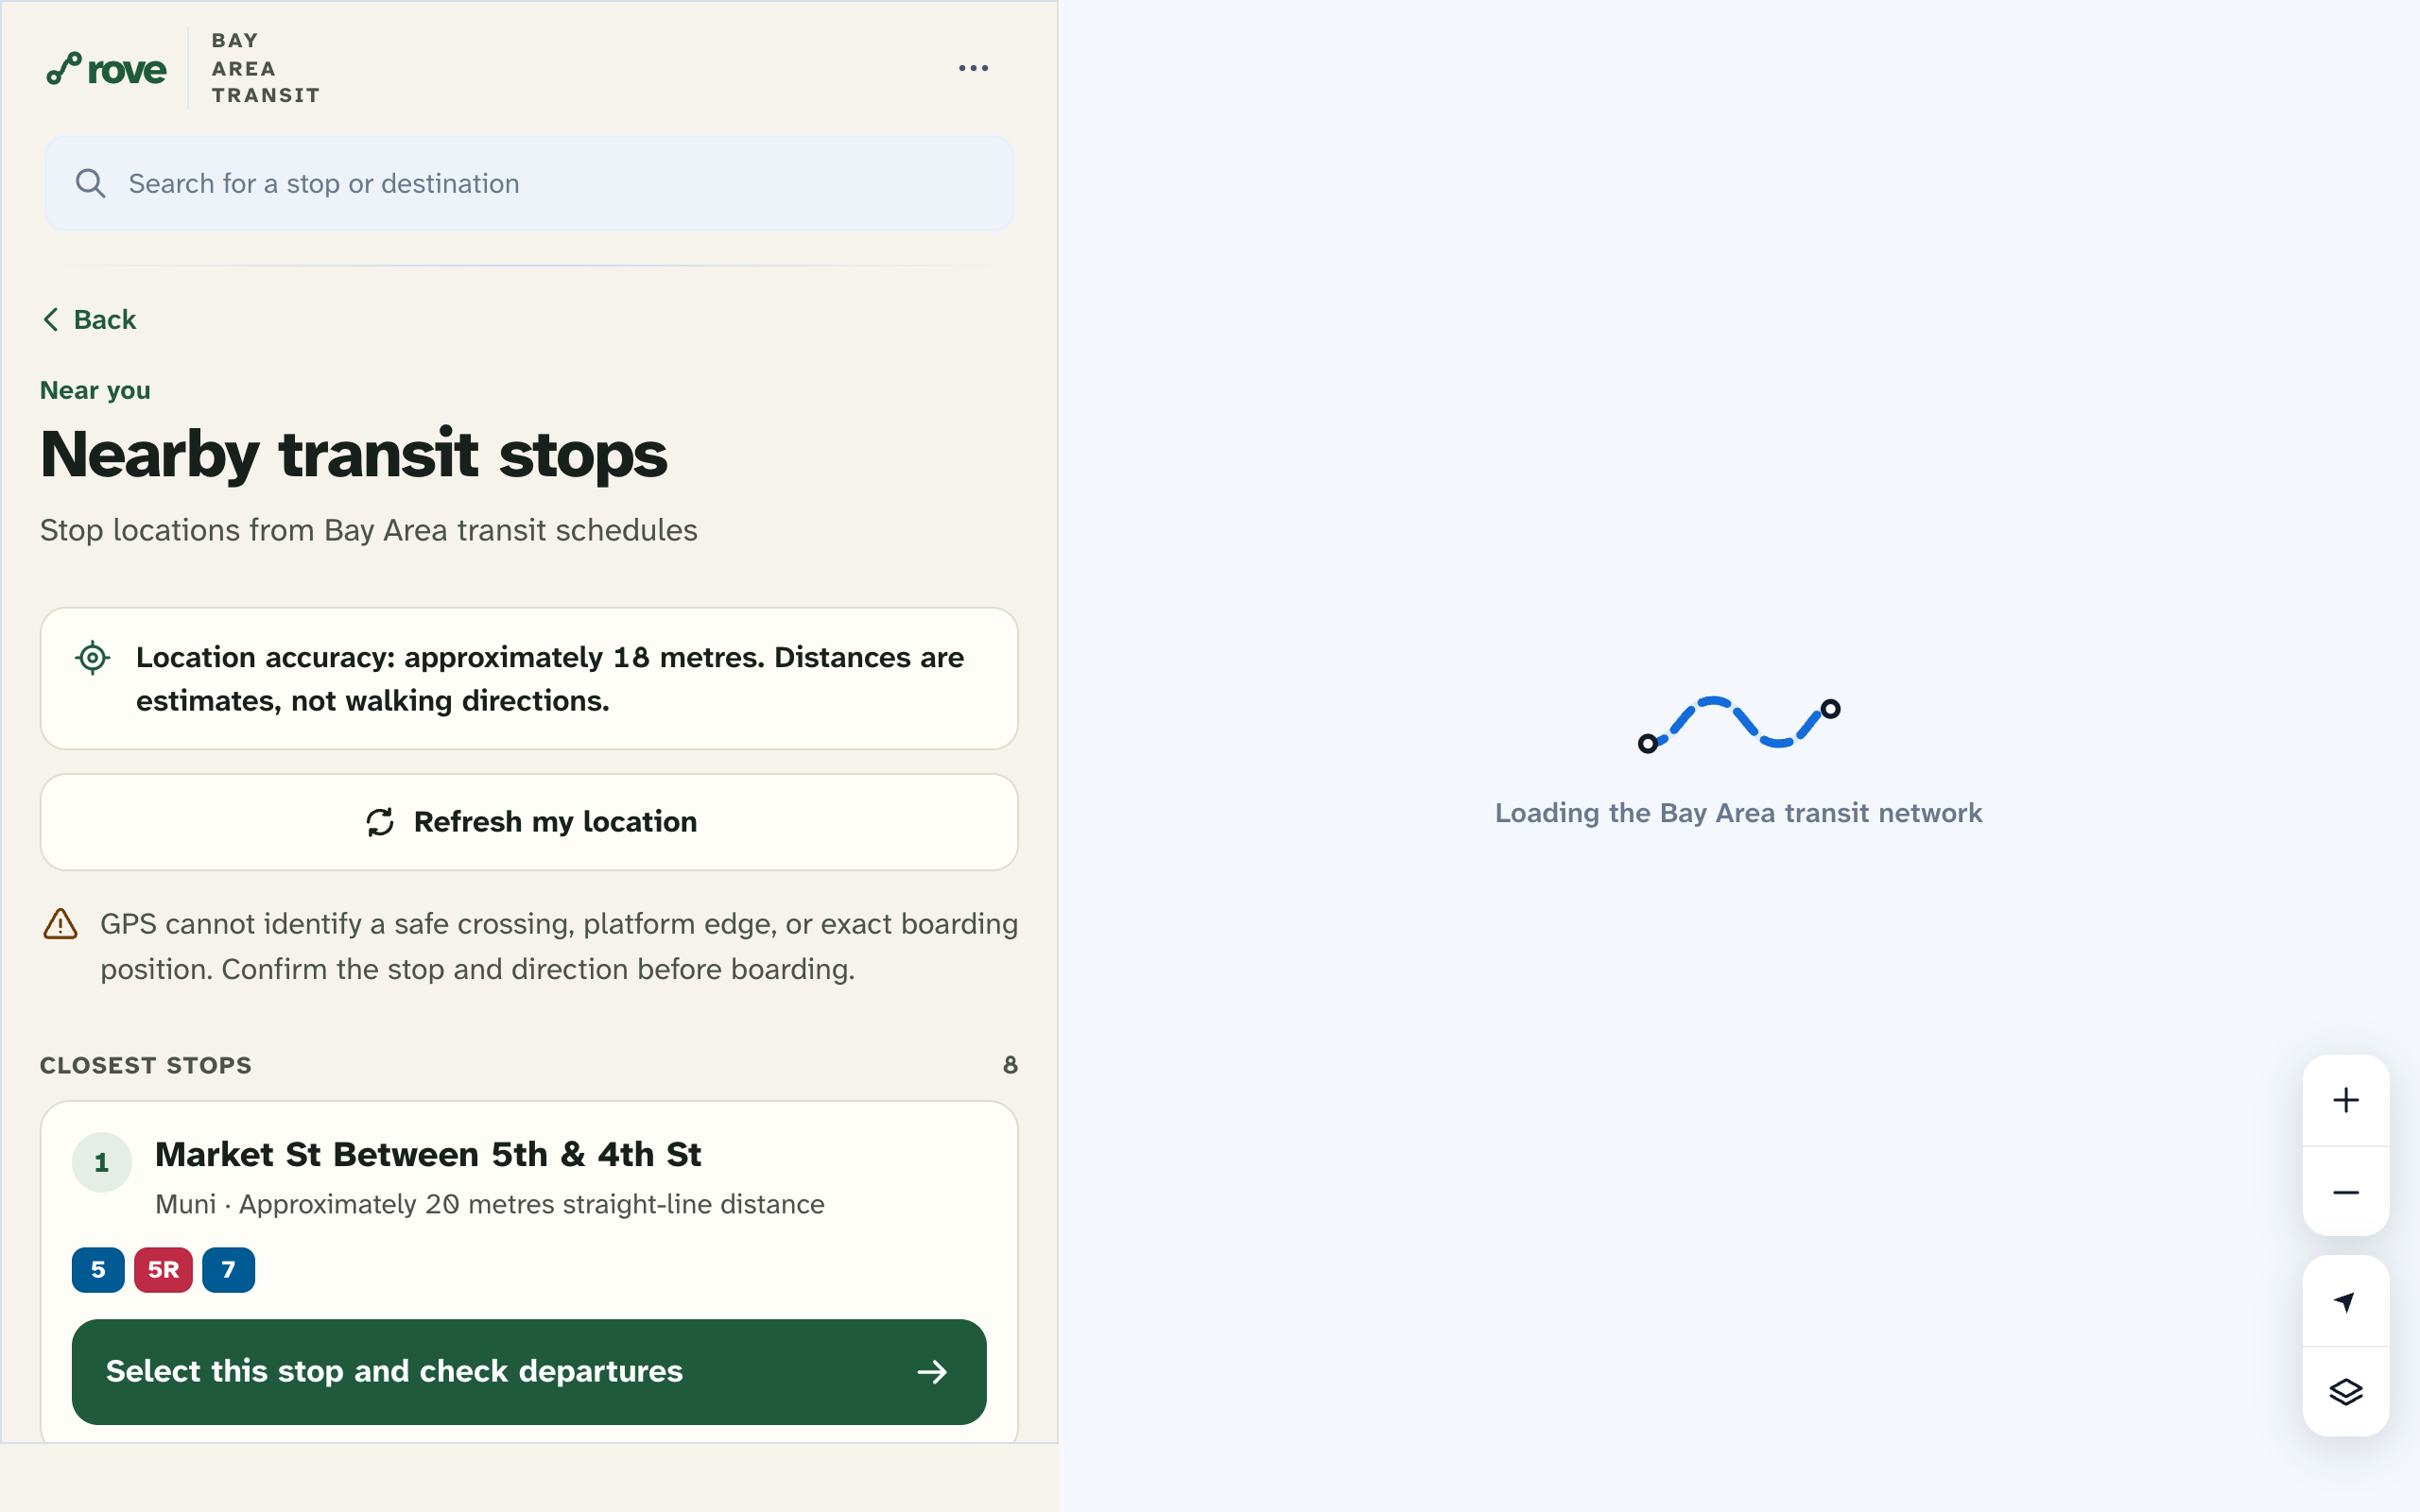 rove
BAY
AREA
TRANSIT
Search for a stop or destination
Back
Near you
Nearby transit stops
Stop locations from Bay Area transit schedules
Location accuracy: approximately 18 metres. Distances are
estimates, not walking directions.
Refresh my location
GPS cannot identify a safe crossing, platform edge, or exact boarding
position. Confirm the stop and direction before boarding.
CLOSEST STOPS 8
1 Market St Between 5th & 4th St
Muni · Approximately 20 metres straight-line distance
5 5R 7
Select this stop and check departures
Loading the Bay Area transit network